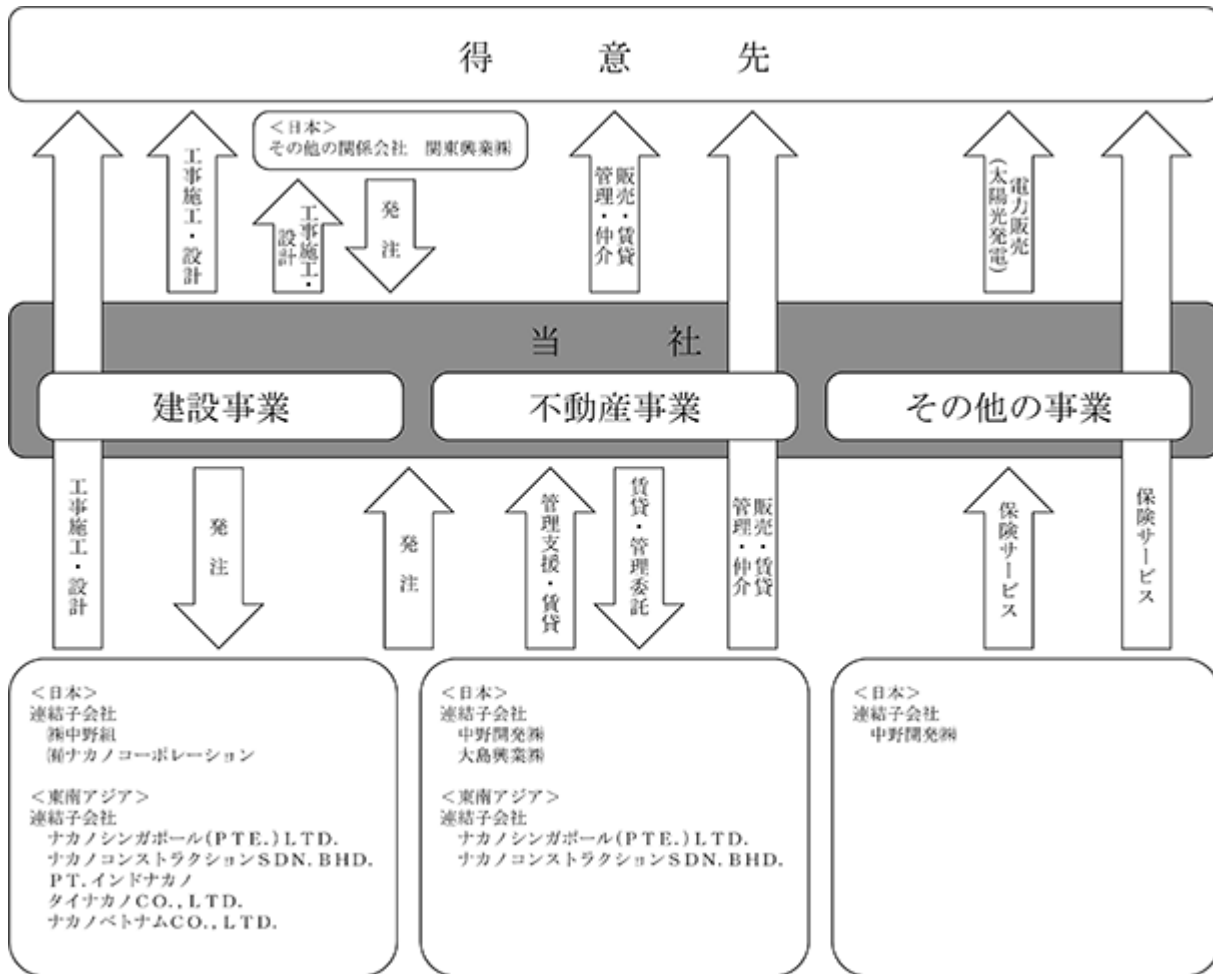 得意先
<日本>
その他の関係会社 関東興業㈱
工事施工・設計
工事施工・
設計
発注
販売・賃貸
管理・仲介
電力販売
(太陽光発電)
当社
建設事業
不動産事業
その他の事業
工事施工・設計
発注
発注
管理支援・賃貸
賃貸・管理委託
販売・賃貸
管理・仲介
保険サービス
保険サービス
<日本>
連結子会社
㈱中野組
㈲ナカノコーポレーション
<東南アジア>
連結子会社
ナカノシンガポール(PTE.)LTD.
ナカノコンストラクションSDN.BHD.
PT.インドナカノ
タイナカノCO.,LTD.
ナカノベトナムCO.,LTD.
<日本>
連結子会社
中野開発㈱
大島興業㈱
<東南アジア>
連結子会社
ナカノシンガポール(PTE.)LTD.
ナカノコンストラクションSDN.BHD.
<日本>
連結子会社
中野開発㈱